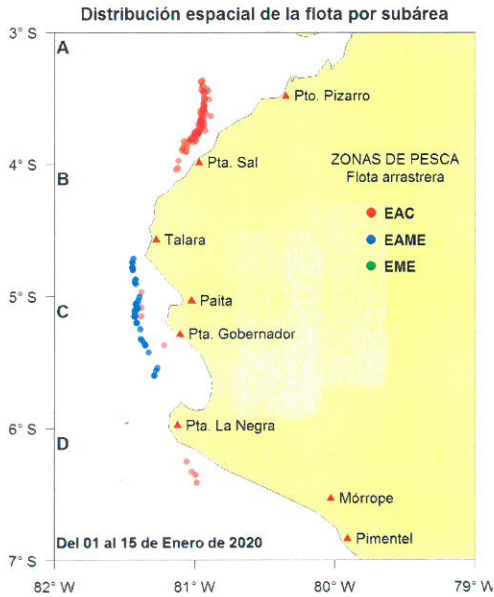 Distribución espacial de la flota por subárea
3° S
A
Pto. Pizarro
4° S
Pta. Sal
ZONAS DE PESCA
Flota arrastrera
B
EAC
Talara
EAME
EME
5° S
Paita
C
Pta. Gobernador
6° S
Pta. La Negra
D
Mórrope
Pimentel
Del 01 al 15 de Enero de 2020
7° S
82° W
81° W
80° W
79° W